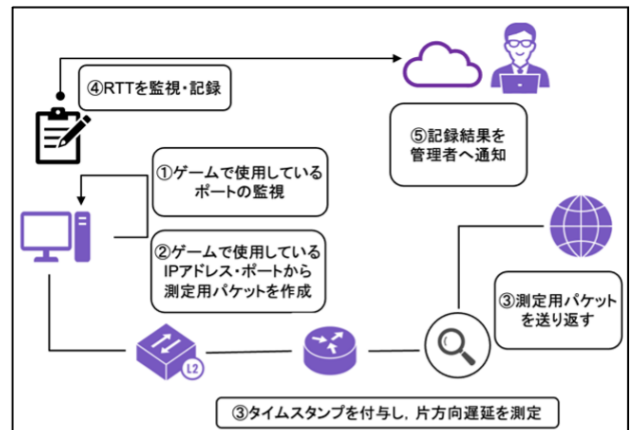 ④RTTを監視・記録
⑤記録結果を
管理者へ通知
①ゲームで使用している
ポートの監視
②ゲームで使用している
IPアドレス・ポートから
測定用パケットを作成
③測定用パケット
を送り返す
L2
③タイムスタンプを付与し，片方向遅延を測定